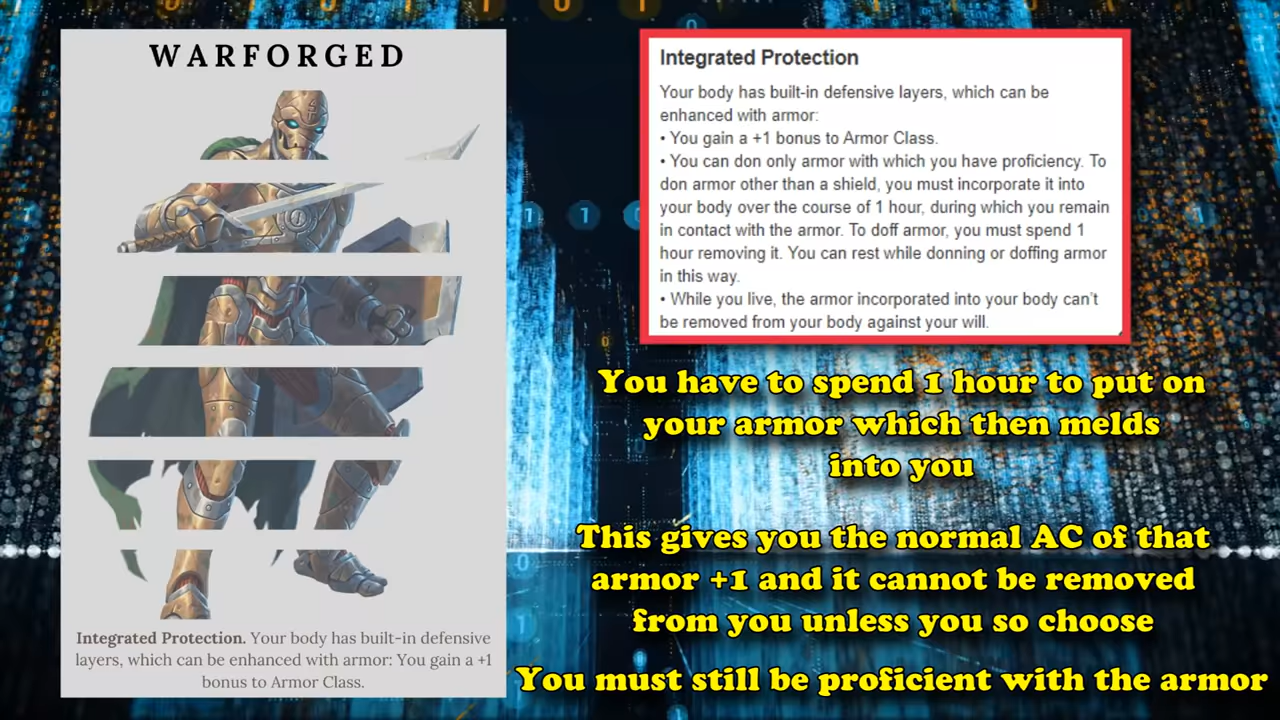 WARFORGED
Integrated Protection. Your body has built-in defensive
layers, which can be enhanced with armor: You gain a +1
bonus to Armor Class.
Integrated Protection
Your body has built-in defensive layers, which can be
enhanced with armor:
• You gain a +1 bonus to Armor Class.
• You can don only armor with which you have proficiency. To
don armor other than a shield, you must incorporate it into
your body over the course of 1 hour, during which you remain
in contact with the armor. To doff armor, you must spend 1
hour removing it. You can rest while donning or doffing armor
in this way.
• While you live, the armor incorporated into your body can't
be removed from your body against your will.
You have to spend 1 hour to put on
your armor which then melds
into you
This gives you the normal AC of that
armor +1 and it cannot be removed
from you unless you so choose
You must still be proficient with the armor